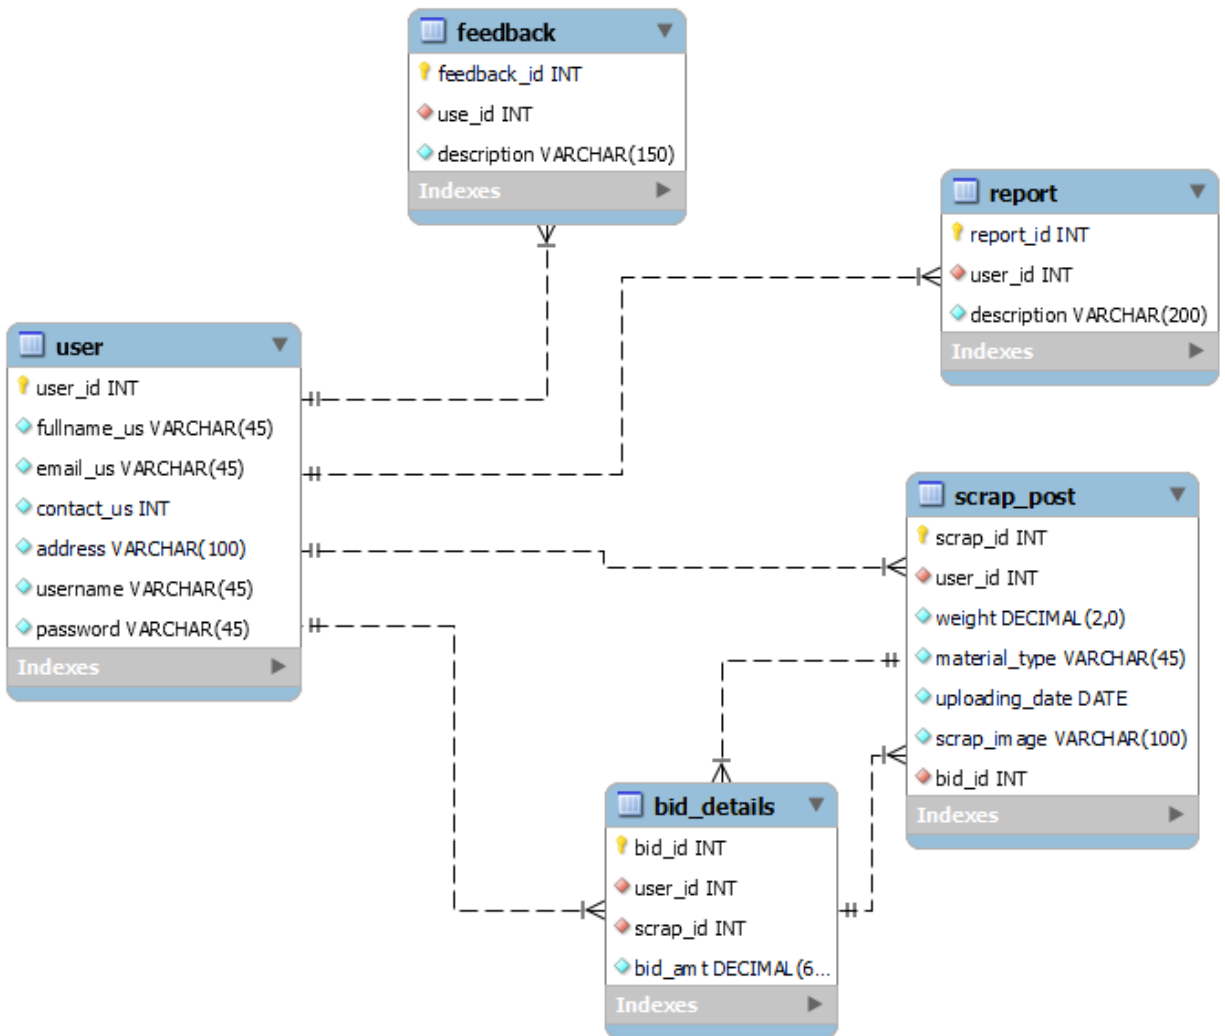 feedback
feedback_id INT
use_id INT
description VARCHAR(150)
Indexes
report
report_id INT
user_id INT
description VARCHAR(200)
Indexes
user
user_id INT
fullname_us VARCHAR(45)
email_us VARCHAR(45)
contact_us INT
address VARCHAR(100)
username VARCHAR(45)
password VARCHAR(45)
Indexes
scrap_post
scrap_id INT
user_id INT
weight DECIMAL(2,0)
material_type VARCHAR(45)
uploading_date DATE
scrap_image VARCHAR(100)
bid_id INT
Indexes
bid_details
bid_id INT
user_id INT
scrap_id INT
bid_amt DECIMAL(6...
Indexes